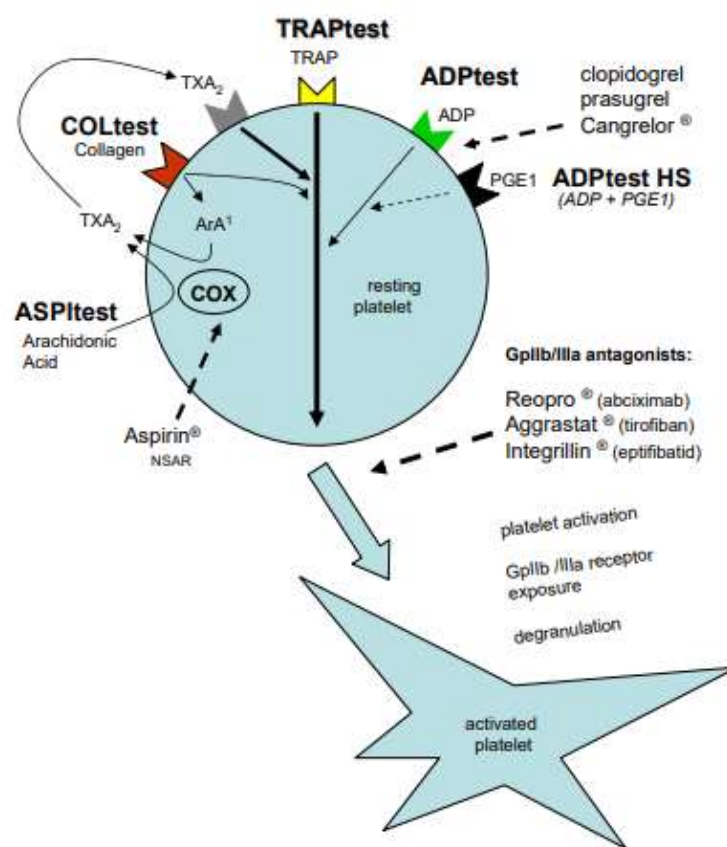 TRAPtest
TRAP
TXA2
ADPtest
ADP
clopidogrel
prasugrel
Cangrelor ®
COLtest
Collagen
PGE1
ADPtest HS
(ADP + PGE1)
TXA2
ArA¹
COX
resting
platelet
ASPItest
Arachidonic
Acid
GpIIb/IIIa antagonists:
Reopro ® (abciximab)
Aggrastat ® (tirofiban)
Integrillin ® (eptifibatid)
Aspirin®
NSAR
platelet activation
GpIIb /IIIa receptor
exposure
degranulation
activated
platelet